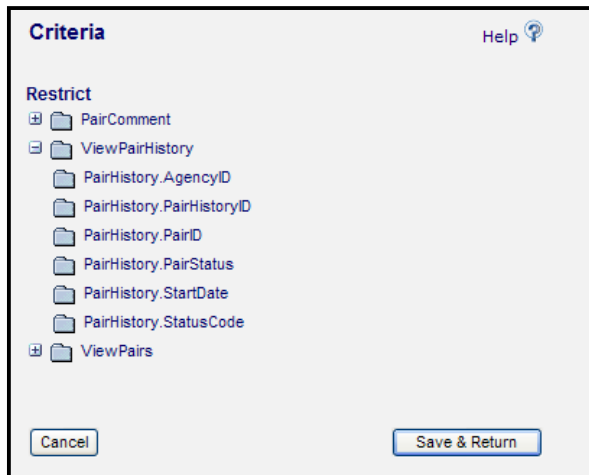 Criteria
Help
Restrict
PairComment
ViewPairHistory
PairHistory.AgencyID
PairHistory.PairHistoryID
PairHistory.PairID
PairHistory.PairStatus
PairHistory.StartDate
PairHistory.StatusCode
ViewPairs
Cancel
Save & Return